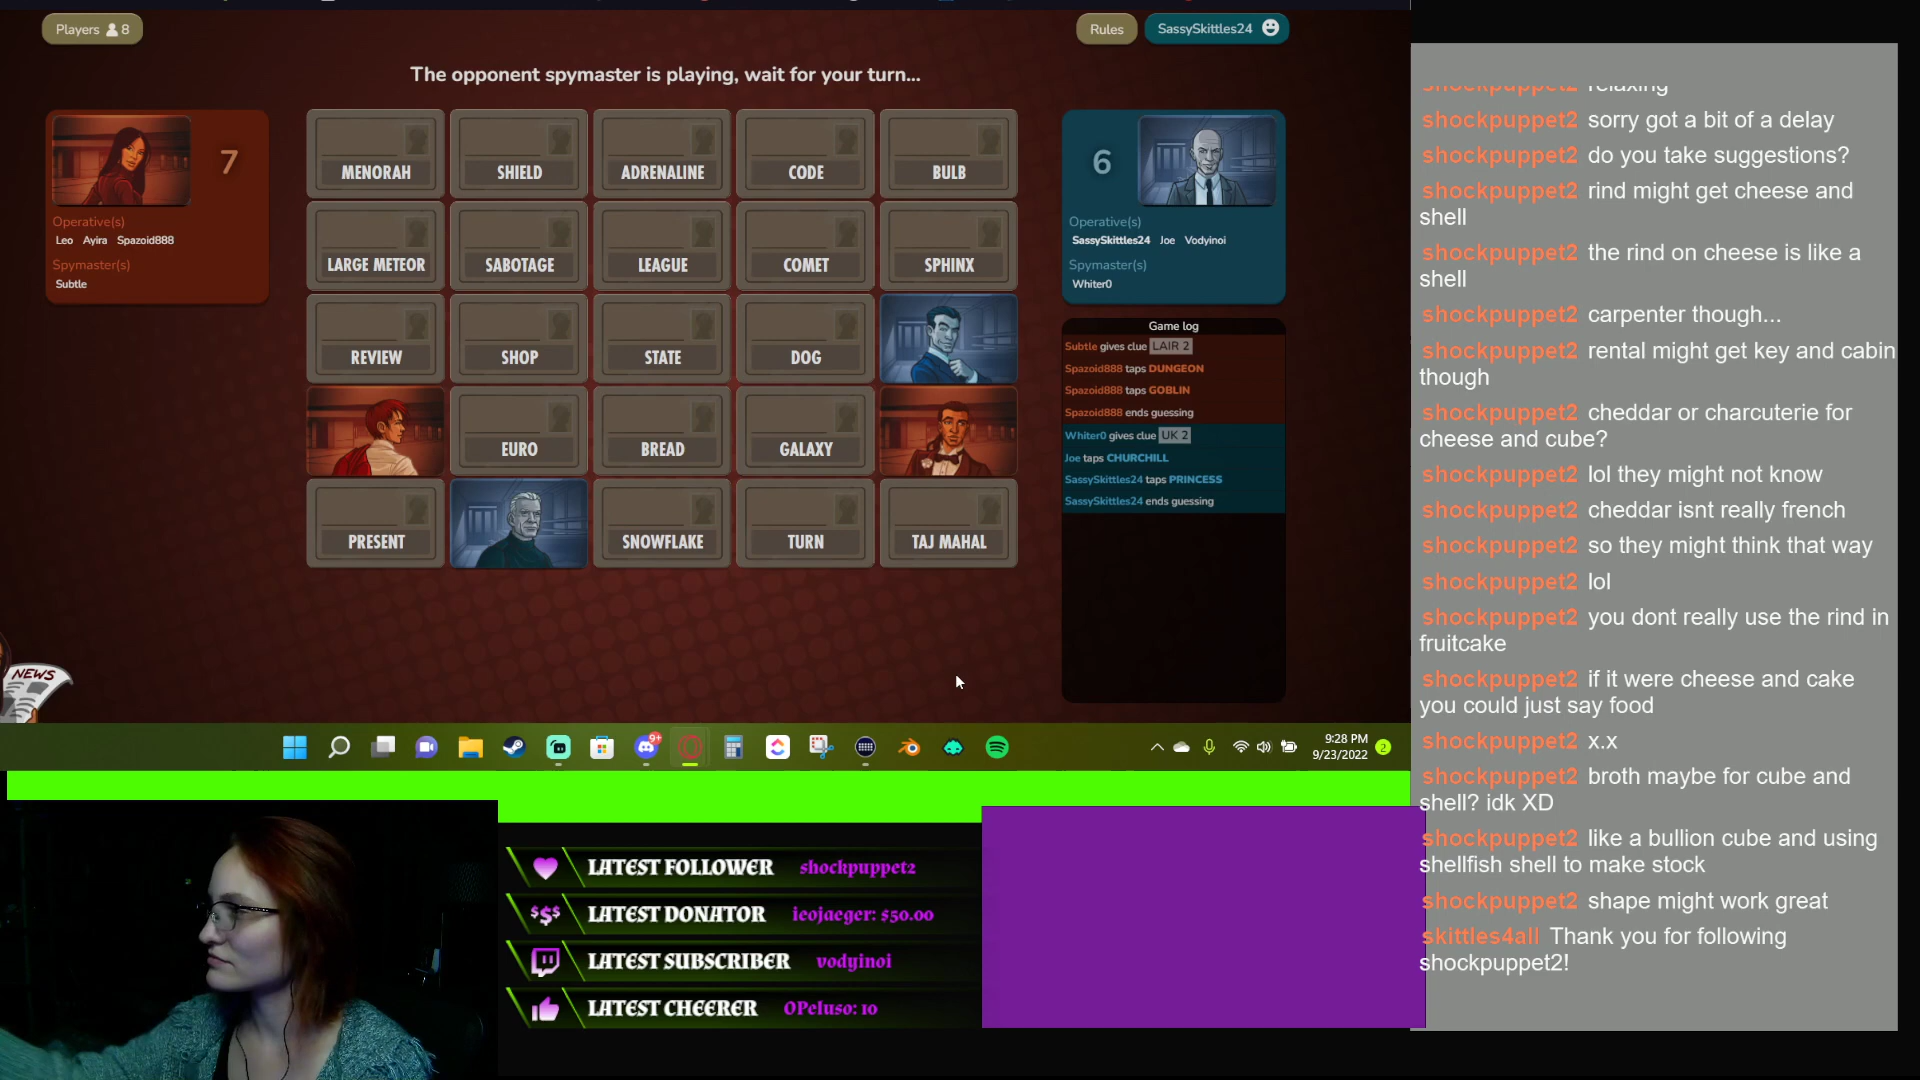 Players 8
Rules
SassySkittles24
The opponent spymaster is playing, wait for your turn...
7
Operative(s)
Leo Ayira Spazoid888
Spymaster(s)
Subtle
MENORAH
SHIELD
ADRENALINE
CODE
BULB
LARGE METEOR
SABOTAGE
LEAGUE
COMET
SPHINX
REVIEW
SHOP
STATE
DOG
EURO
BREAD
GALAXY
PRESENT
SNOWFLAKE
TURN
TAJ MAHAL
6
Operative(s)
SassySkittles24 Joe Vodyinoi
Spymaster(s)
Whiter0
Game log
Subtle gives clue LAIR 2
Spazoid888 taps DUNGEON
Spazoid888 taps GOBLIN
Spazoid888 ends guessing
Whiter0 gives clue UK 2
Joe taps CHURCHILL
SassySkittles24 taps PRINCESS
SassySkittles24 ends guessing
NEWS
9+
9:28 PM
9/23/2022
2
LATEST FOLLOWER shockpuppet2
$$$ LATEST DONATOR icojaeger: $50.00
LATEST SUBSCRIBER vodyinoi
LATEST CHEERER OPeluso: 10
shockpuppet2 relaxing
shockpuppet2 sorry got a bit of a delay
shockpuppet2 do you take suggestions?
shockpuppet2 rind might get cheese and
shell
shockpuppet2 the rind on cheese is like a
shell
shockpuppet2 carpenter though...
shockpuppet2 rental might get key and cabin
though
shockpuppet2 cheddar or charcuterie for
cheese and cube?
shockpuppet2 lol they might not know
shockpuppet2 cheddar isnt really french
shockpuppet2 so they might think that way
shockpuppet2 lol
shockpuppet2 you dont really use the rind in
fruitcake
shockpuppet2 if it were cheese and cake
you could just say food
shockpuppet2 x.x
shockpuppet2 broth maybe for cube and
shell? idk XD
shockpuppet2 like a bullion cube and using
shellfish shell to make stock
shockpuppet2 shape might work great
skittles4all Thank you for following
shockpuppet2!